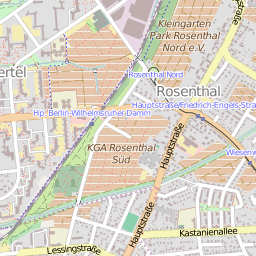 Kleingarten
Park Rosenthal
Nord e.V.
Rosenthal Nord
ertel
Rosenthal
Hauptstraße/Friedrich-Engels-Stra
Hp. Berlin-Wilhelmsruher Damm
KGA Rosenthal
Süd
Hauptstraße
Wiesenw
Hauptstraße
Kastanienallee
Lessingstraße